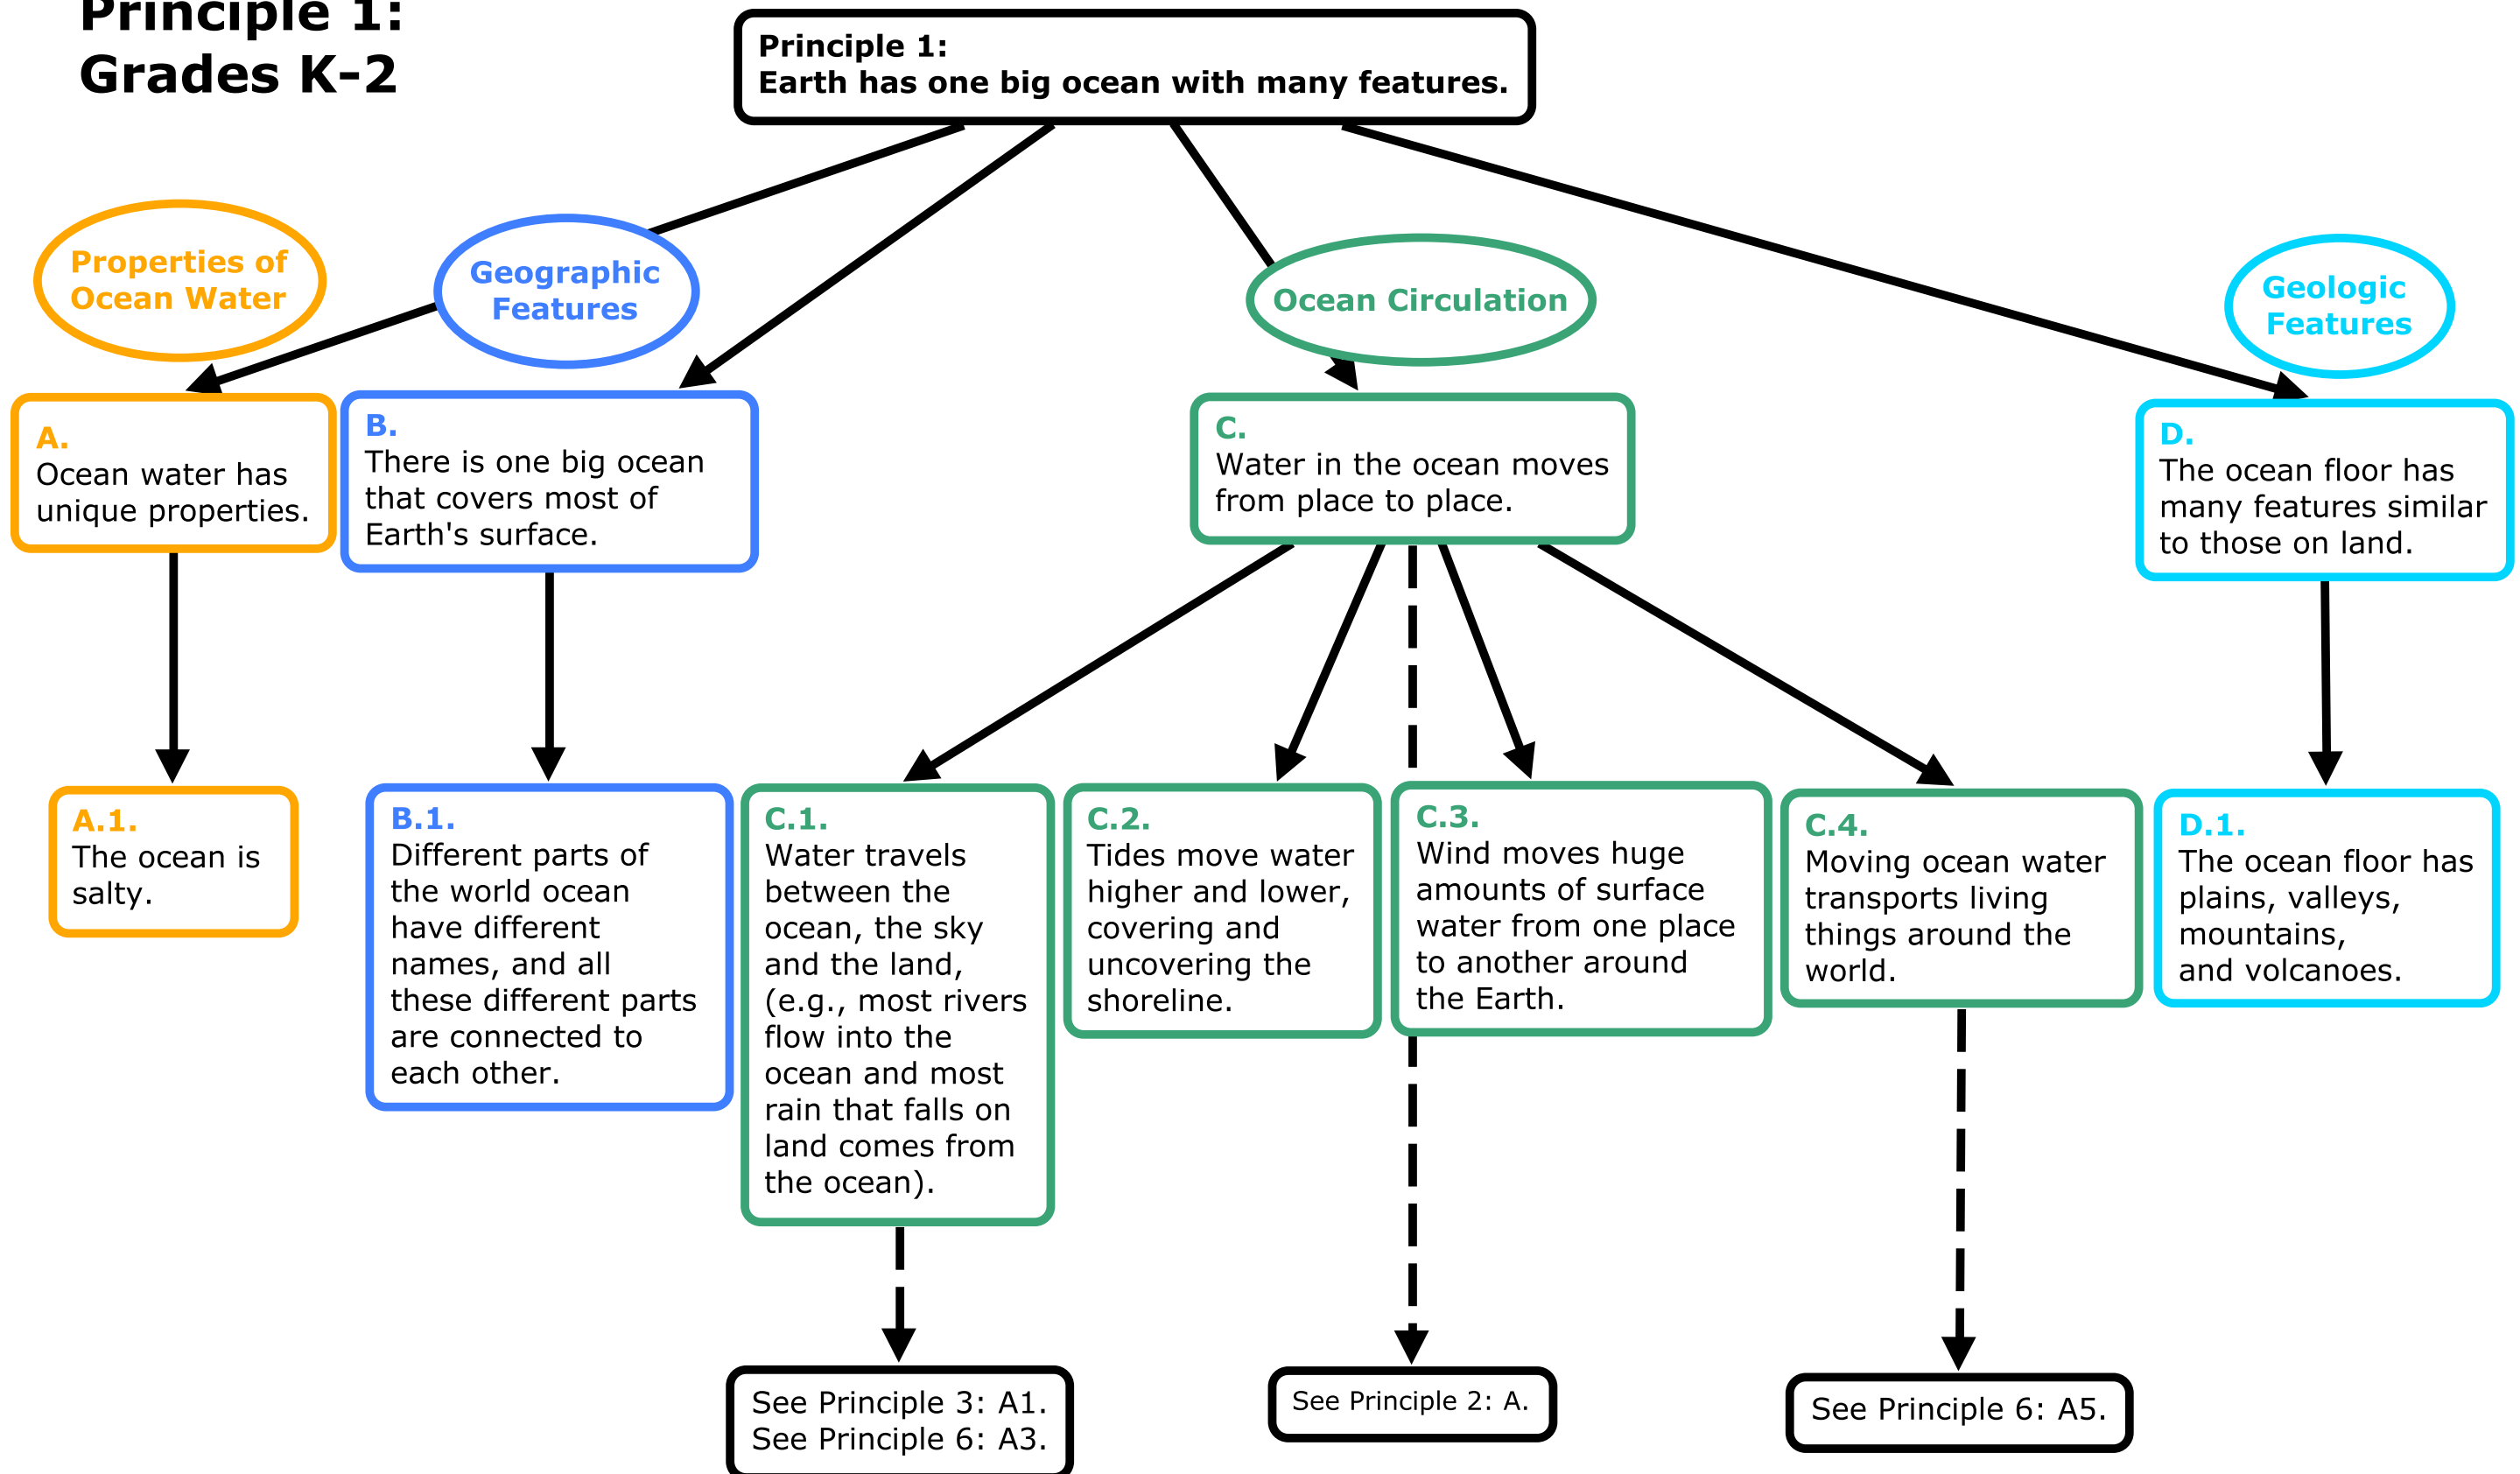 Principle 1:
Grades K-2
Principle 1:
Earth has one big ocean with many features.
Properties of
Ocean Water
Geographic
Features
Ocean Circulation
Geologic
Features
A.
Ocean water has
unique properties.
B.
There is one big ocean
that covers most of
Earth's surface.
C.
Water in the ocean moves
from place to place.
D.
The ocean floor has
many features similar
to those on land.
A.1.
The ocean is
salty.
B.1.
Different parts of
the world ocean
have different
names, and all
these different parts
are connected to
each other.
C.1.
Water travels
between the
ocean, the sky
and the land,
(e.g., most rivers
flow into the
ocean and most
rain that falls on
land comes from
the ocean).
C.2.
Tides move water
higher and lower,
covering and
uncovering the
shoreline.
C.3.
Wind moves huge
amounts of surface
water from one place
to another around
the Earth.
C.4.
Moving ocean water
transports living
things around the
world.
D.1.
The ocean floor has
plains, valleys,
mountains,
and volcanoes.
See Principle 3: A1.
See Principle 6: A3.
See Principle 2: A.
See Principle 6: A5.